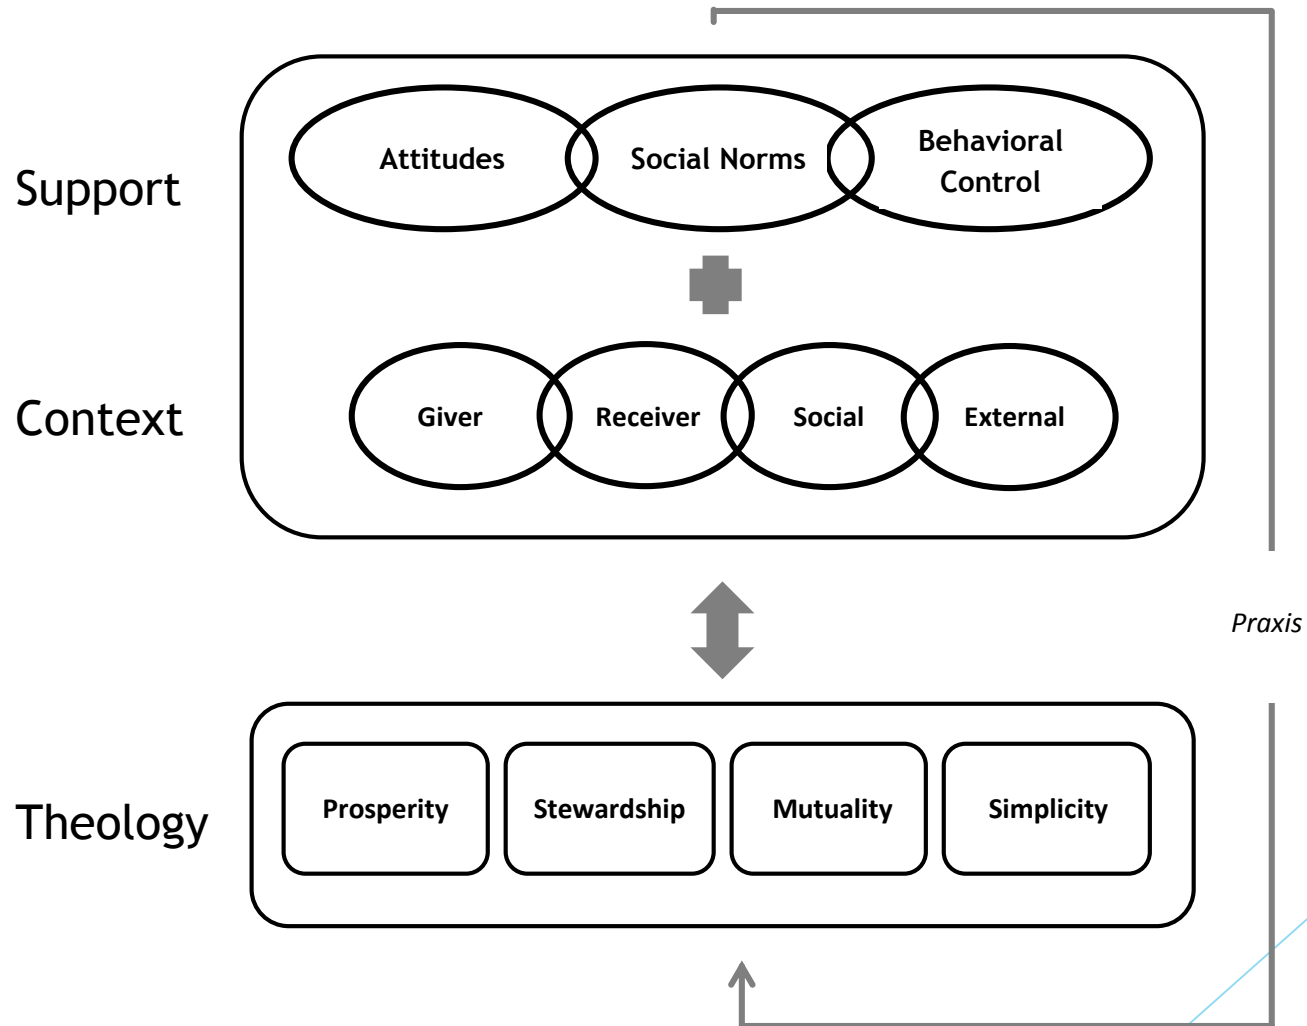 Support
Attitudes
Social Norms
Behavioral
Control
Context
Giver
Receiver
Social
External
Praxis
Theology
Prosperity
Stewardship
Mutuality
Simplicity